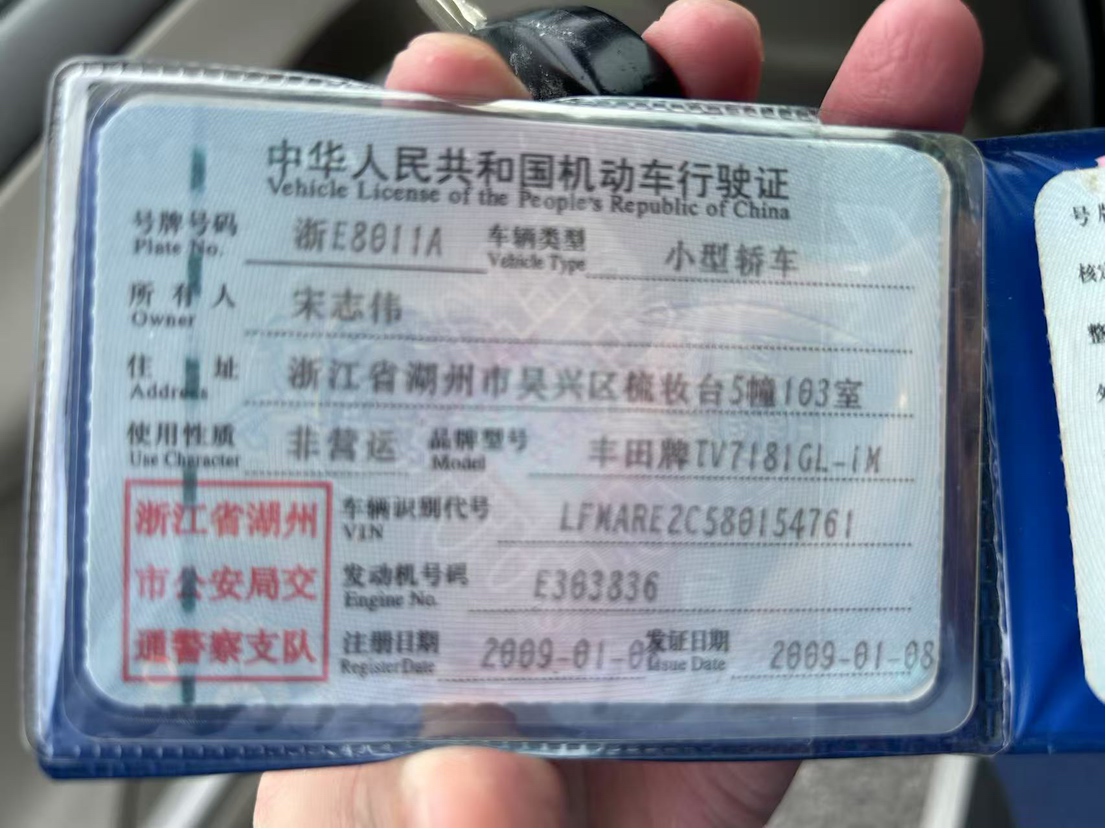 中华人民共和国机动车行驶证
Vehicle License of the People's Republic of China
号牌号码 浙E8011A 车辆类型 小型轿车
Plate No. Vehicle Type
所有人 宋志伟
Owner
住址 浙江省湖州市吴兴区梳妆台5幢103室
Address
使用性质 非营运 品牌型号 丰田牌TV7181GL-iM
Use Character Model
浙江省湖州
市公安局交
通警察支队
车辆识别代号 LFMARE2C580154761
VIN
发动机号码 E303836
Engine No.
注册日期 2009-01-0 发证日期 2009-01-08
Register Date Issue Date
号
核
整